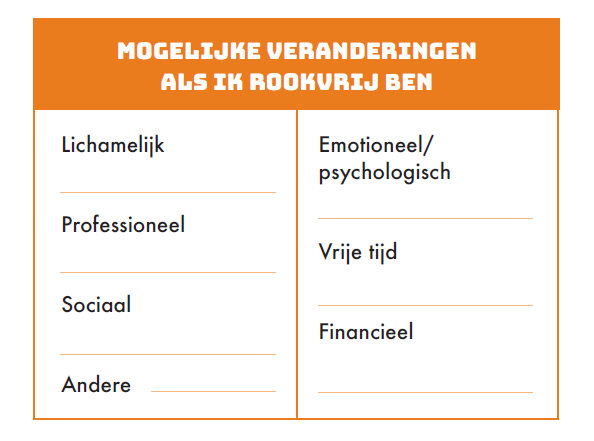 MOGELIJKE VERANDERINGEN
ALS IK ROOKVRIJ BEN
Lichamelijk
Professioneel
Sociaal
Andere
Emotioneel/
psychologisch
Vrije tijd
Financieel